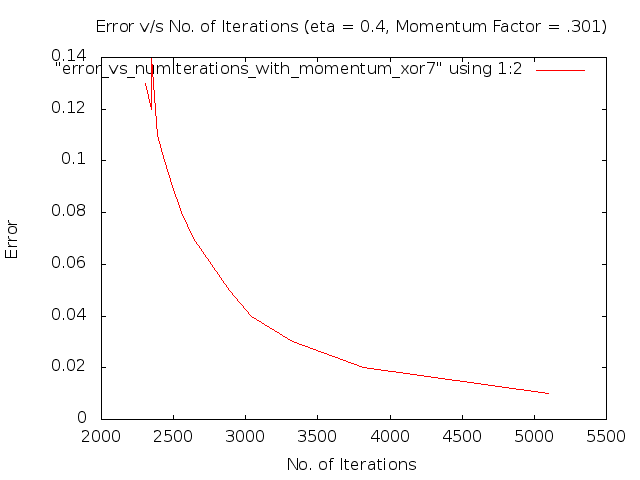 Error v/s No. of Iterations (eta = 0.4, Momentum Factor = .301)
"error_vs_numIterations_with_momentum_xor7" using 1:2
0.14
0.12
0.1
0.08
0.06
0.04
0.02
0
Error
2000 2500 3000 3500 4000 4500 5000 5500
No. of Iterations